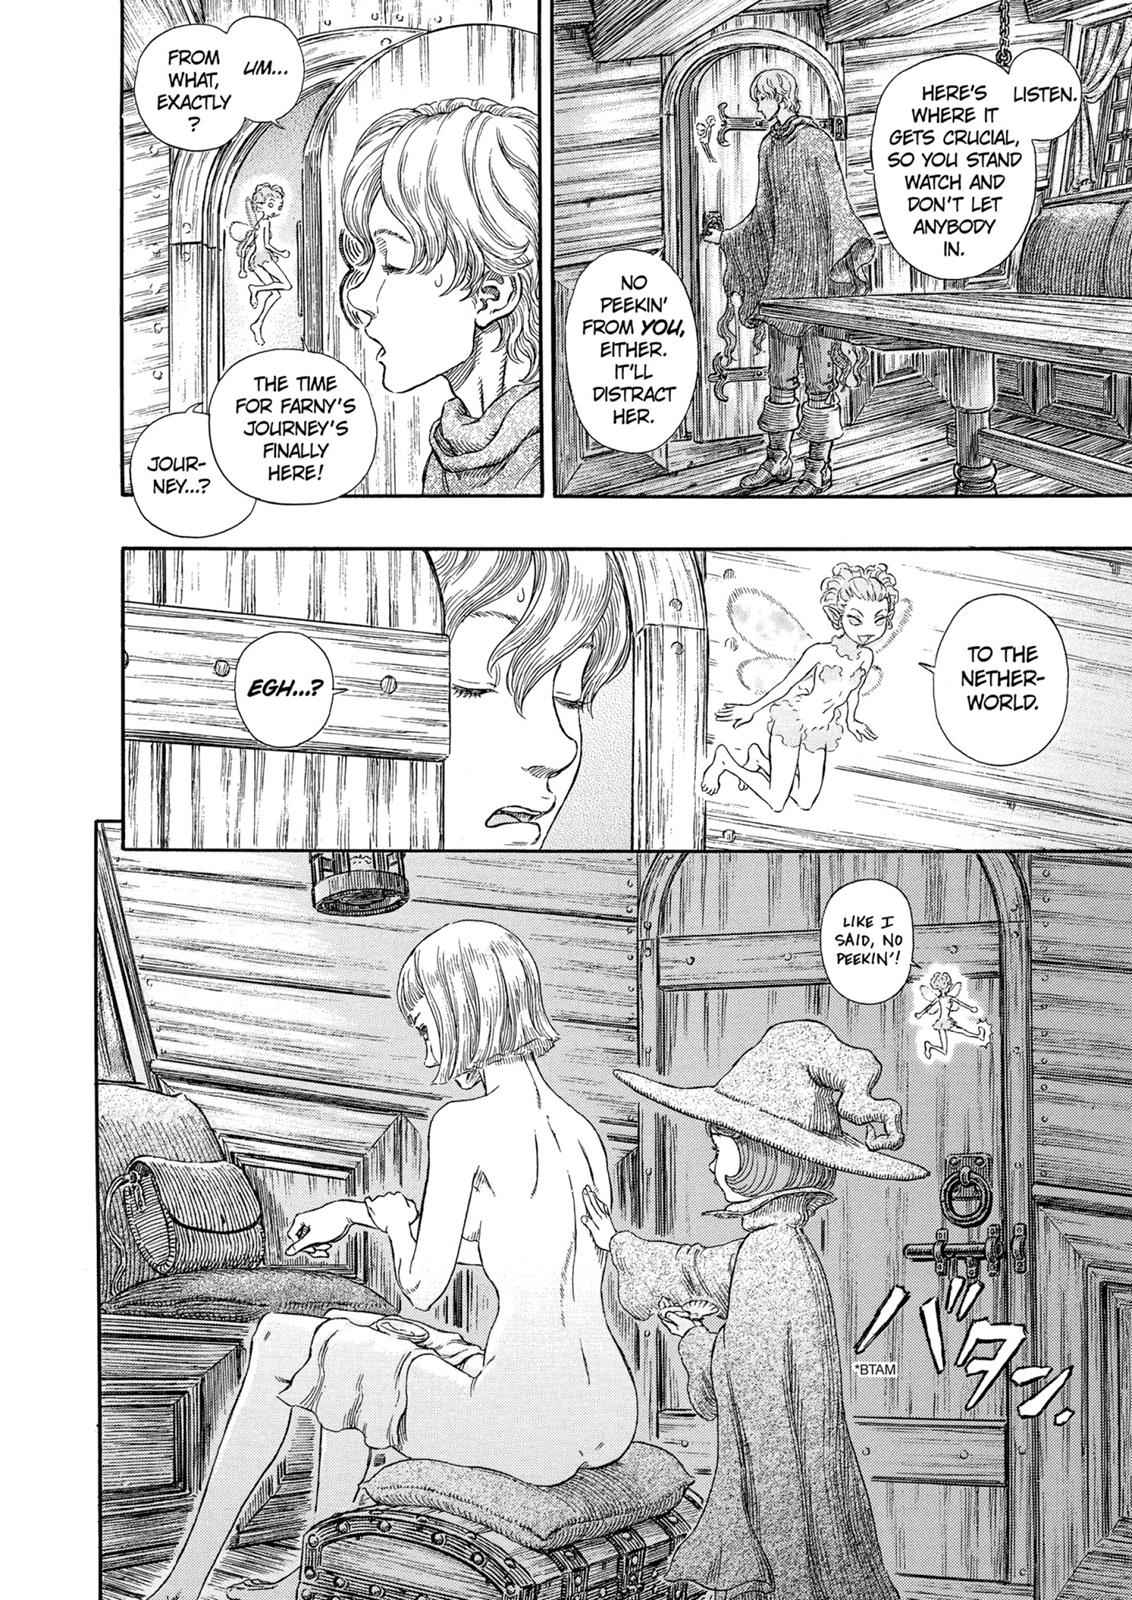 LISTEN.
HERE'S
WHERE IT
GETS CRUCIAL,
SO YOU STAND
WATCH AND
DON'T LET
ANYBODY
IN.
NO
PEEKIN'
FROM YOU,
EITHER.
IT'LL
DISTRACT
HER.
UM...
FROM
WHAT,
EXACTLY
?
THE TIME
FOR FARNY'S
JOURNEY'S
FINALLY
HERE!
JOUR-
NEY...?
TO THE
NETHER-
WORLD.
EGH...?
LIKE I
SAID, NO
PEEKIN'!
バタン
*BTAM